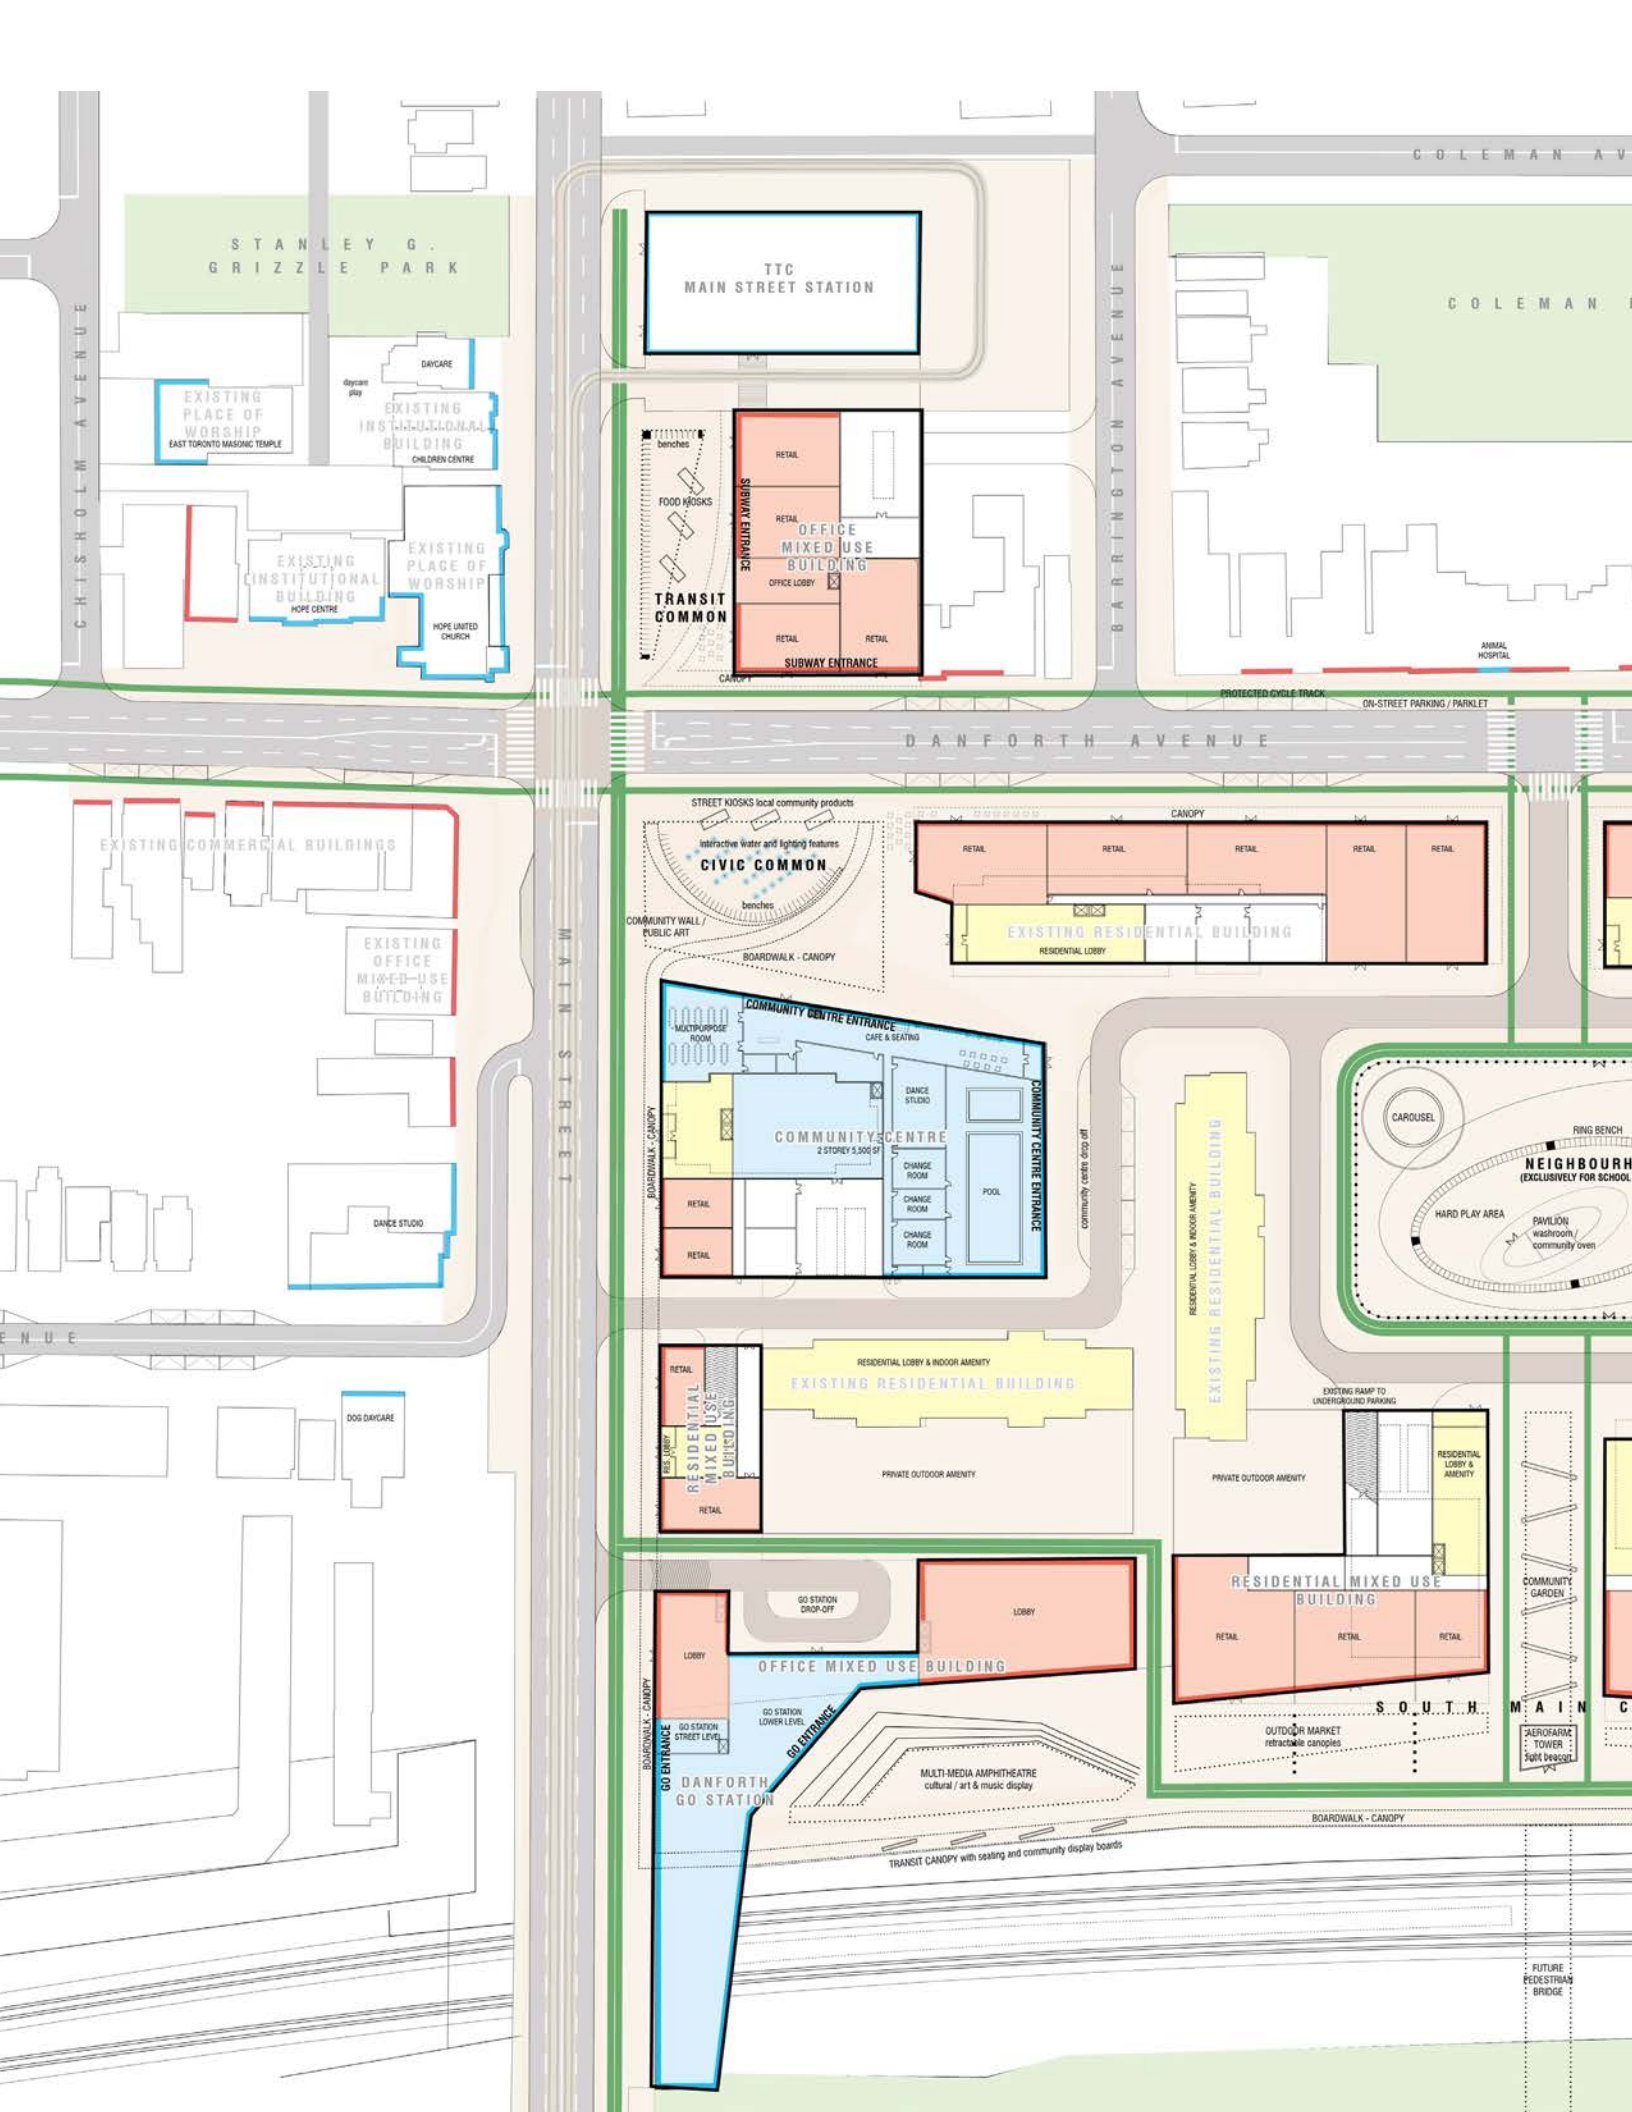 COLEMAN AV
STANLEY G.
GRIZZLE PARK
TTC
MAIN STREET STATION
COLEMAN
CHISHOLM AVENUE
BARRINGTON AVENUE
DAYCARE
daycare
play
EXISTING
PLACE OF
WORSHIP
EAST TORONTO MASONIC TEMPLE
EXISTING
INSTITUTIONAL
BUILDING
CHILDREN CENTRE
benches
FOOD KIOSKS
SUBWAY ENTRANCE
RETAIL
RETAIL
OFFICE
MIXED USE
BUILDING
OFFICE LOBBY
RETAIL
RETAIL
SUBWAY ENTRANCE
TRANSIT
COMMON
CANOPY
EXISTING
INSTITUTIONAL
BUILDING
HOPE CENTRE
EXISTING
PLACE OF
WORSHIP
HOPE UNITED
CHURCH
ANIMAL
HOSPITAL
PROTECTED CYCLE TRACK
ON-STREET PARKING / PARKLET
DANFORTH AVENUE
STREET KIOSKS local community products
interactive water and lighting features
CIVIC COMMON
benches
COMMUNITY WALL /
PUBLIC ART
BOARDWALK - CANOPY
CANOPY
RETAIL
RETAIL
RETAIL
RETAIL
RETAIL
EXISTING RESIDENTIAL BUILDING
RESIDENTIAL LOBBY
EXISTING COMMERCIAL BUILDINGS
EXISTING
OFFICE
MIXED-USE
BUILDING
MAIN STREET
COMMUNITY CENTRE ENTRANCE
MULTIPURPOSE
ROOM
CAFE & SEATING
DANCE
STUDIO
COMMUNITY CENTRE
2 STOREY 5,500 SF
CHANGE
ROOM
CHANGE
ROOM
CHANGE
ROOM
POOL
COMMUNITY CENTRE ENTRANCE
RETAIL
RETAIL
BOARDWALK - CANOPY
community centre drop off
RESIDENTIAL LOBBY & INDOOR AMENITY
EXISTING RESIDENTIAL BUILDING
CAROUSEL
RING BENCH
NEIGHBOURH
(EXCLUSIVELY FOR SCHOOL
HARD PLAY AREA
PAVILION
washroom /
community oven
DANCE STUDIO
ENUE
DOG DAYCARE
RETAIL
RESIDENTIAL
MIXED USE
BUILDING
RES. LOBBY
RETAIL
RESIDENTIAL LOBBY & INDOOR AMENITY
EXISTING RESIDENTIAL BUILDING
PRIVATE OUTDOOR AMENITY
PRIVATE OUTDOOR AMENITY
EXISTING RAMP TO
UNDERGROUND PARKING
RESIDENTIAL
LOBBY &
AMENITY
RESIDENTIAL MIXED USE
BUILDING
RETAIL
RETAIL
RETAIL
COMMUNITY
GARDEN
GO STATION
DROP-OFF
LOBBY
LOBBY
OFFICE MIXED USE BUILDING
BOARDWALK - CANOPY
GO ENTRANCE
GO STATION
STREET LEVEL
GO STATION
LOWER LEVEL
GO ENTRANCE
DANFORTH
GO STATION
SOUTH MAIN C
OUTDOOR MARKET
retractable canopies
AEROFARM
TOWER
light beacon
MULTI-MEDIA AMPHITHEATRE
cultural / art & music display
BOARDWALK - CANOPY
TRANSIT CANOPY with seating and community display boards
FUTURE
PEDESTRIAN
BRIDGE